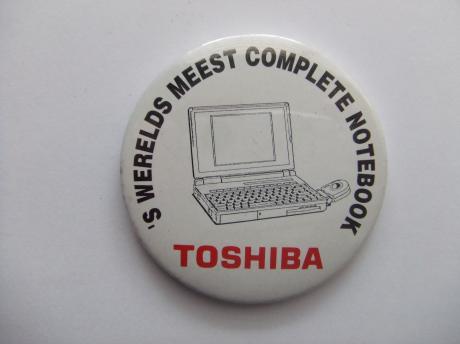 'S WERELDS MEEST COMPLETE NOTEBOOK
TOSHIBA